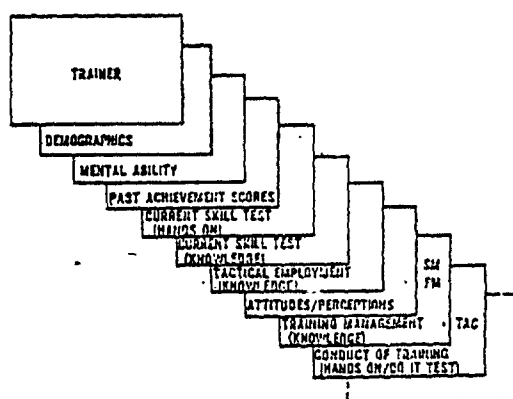 TRAINER
DEMOGRAPHICS
MENTAL ABILITY
PAST ACHIEVEMENT SCORES
CURRENT SKILL TEST
(HANDS ON)
CURRENT SKILL TEST
(KNOWLEDGE)
TACTICAL EMPLOYMENT
(KNOWLEDGE)
ATTITUDES/PERCEPTIONS
SM
FM
TRAINING MANAGEMENT
(KNOWLEDGE)
TAC
CONDUCT OF TRAINING
(HANDS ON/DO IT TEST)